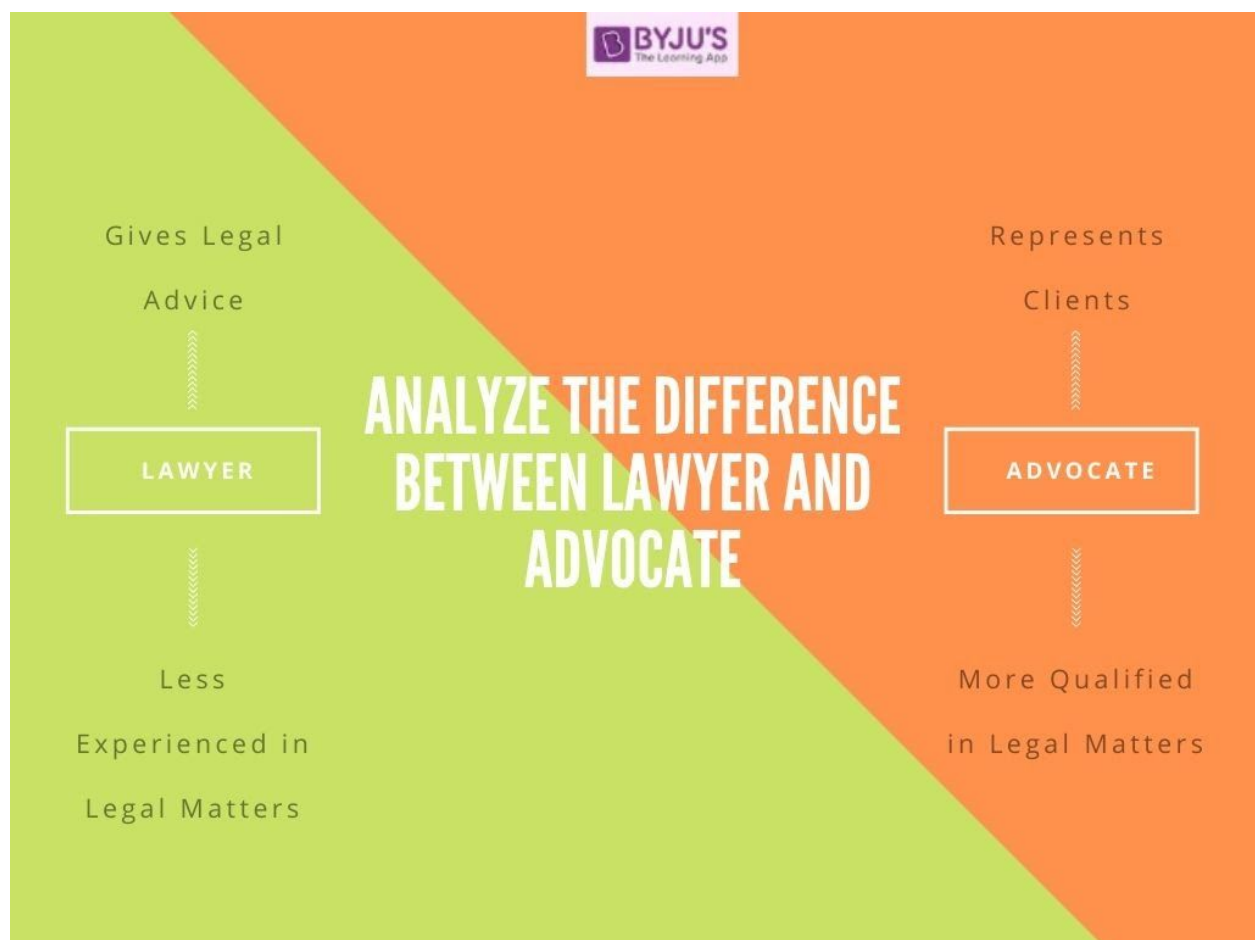 BYJU'S
The Learning App
Gives Legal
Advice
LAWYER
Less
Experienced in
Legal Matters
ANALYZE THE DIFFERENCE
BETWEEN LAWYER AND
ADVOCATE
Represents
Clients
ADVOCATE
More Qualified
in Legal Matters